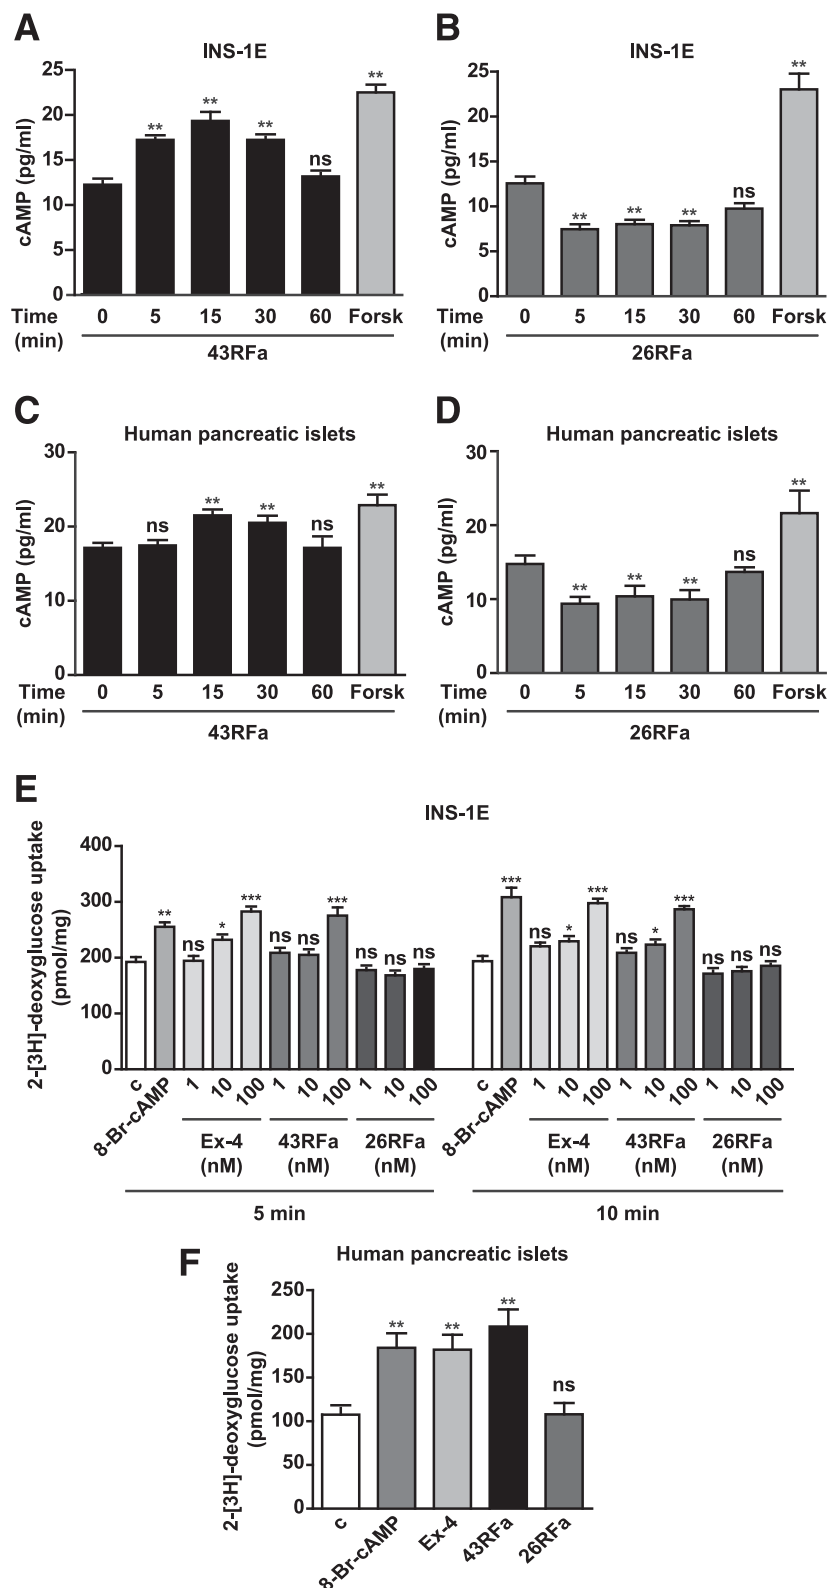 A
INS-1E
25
20
15
10
5
0
cAMP (pg/ml)
**
**
**
ns
**
Time
(min)
0 5 15 30 60 Forsk
43RFa
B
INS-1E
25
20
15
10
5
0
cAMP (pg/ml)
**
**
**
ns
**
Time
(min)
0 5 15 30 60 Forsk
26RFa
C
Human pancreatic islets
30
20
10
0
cAMP (pg/ml)
ns
**
**
ns
**
Time
(min)
0 5 15 30 60 Forsk
43RFa
D
Human pancreatic islets
30
20
10
0
cAMP (pg/ml)
**
**
**
ns
**
Time
(min)
0 5 15 30 60 Forsk
26RFa
E
INS-1E
2-[3H]-deoxyglucose uptake
(pmol/mg)
400
300
200
100
0
** ns * *** ns ns *** ns ns ns
*** ns * *** ns * *** ns ns ns
c 8-Br-cAMP 1 10 100 1 10 100 1 10 100
c 8-Br-cAMP 1 10 100 1 10 100 1 10 100
Ex-4 43RFa 26RFa Ex-4 43RFa 26RFa
(nM) (nM) (nM) (nM) (nM) (nM)
5 min 10 min
F
Human pancreatic islets
2-[3H]-deoxyglucose uptake
(pmol/mg)
250
200
150
100
50
0
** ** ** ns
c 8-Br-cAMP Ex-4 43RFa 26RFa